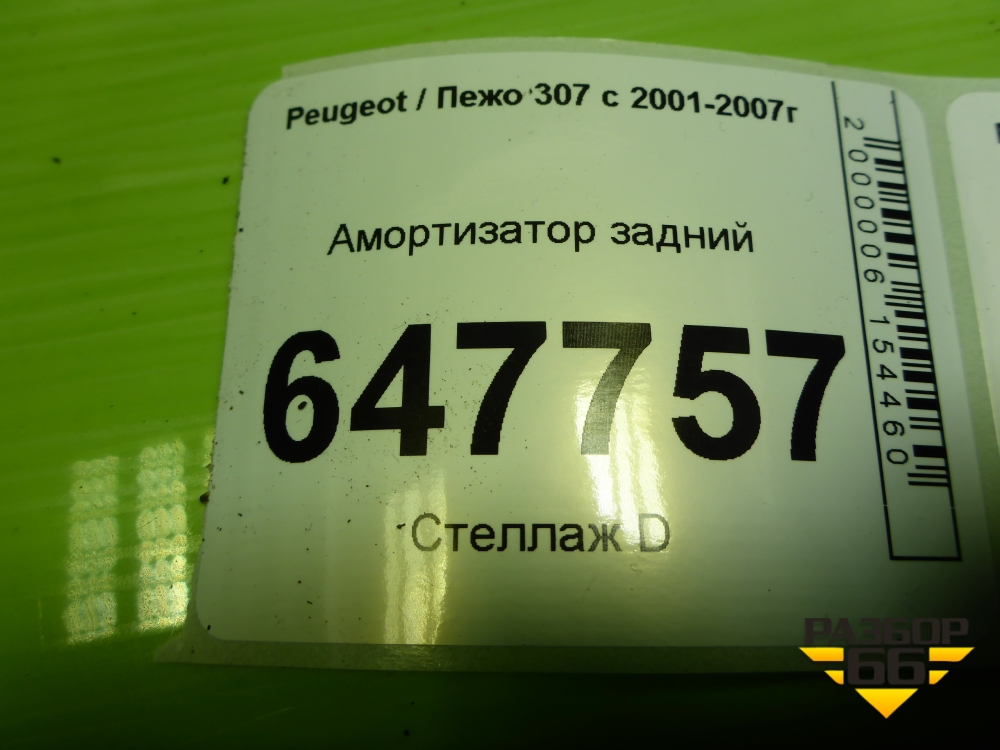 Peugeot / Пежо 307 с 2001-2007г
Амортизатор задний
647757
Стеллаж D
2000006154460
РАЗБОР
66